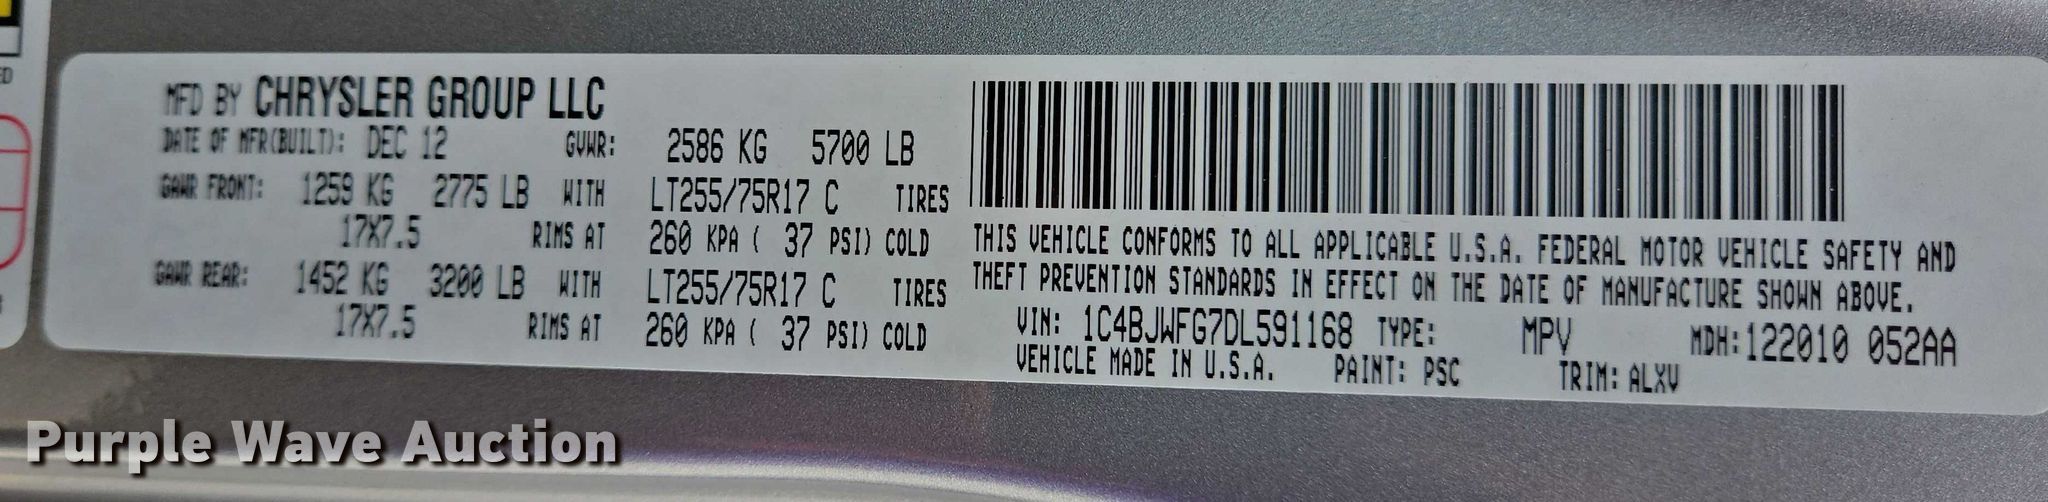 ED
MFD BY CHRYSLER GROUP LLC
DATE OF MFR(BUILT): DEC 12 GVWR: 2586 KG 5700 LB
GAWR FRONT: 1259 KG 2775 LB WITH LT255/75R17 C TIRES
17X7.5 RIMS AT 260 KPA ( 37 PSI) COLD
GAWR REAR: 1452 KG 3200 LB WITH LT255/75R17 C TIRES
17X7.5 RIMS AT 260 KPA ( 37 PSI) COLD
THIS VEHICLE CONFORMS TO ALL APPLICABLE U.S.A. FEDERAL MOTOR VEHICLE SAFETY AND
THEFT PREVENTION STANDARDS IN EFFECT ON THE DATE OF MANUFACTURE SHOWN ABOVE.
VIN: 1C4BJWFG7DL591168 TYPE: MPV MDH:122010 052AA
VEHICLE MADE IN U.S.A. PAINT: PSC TRIM: ALXV
Purple Wave Auction